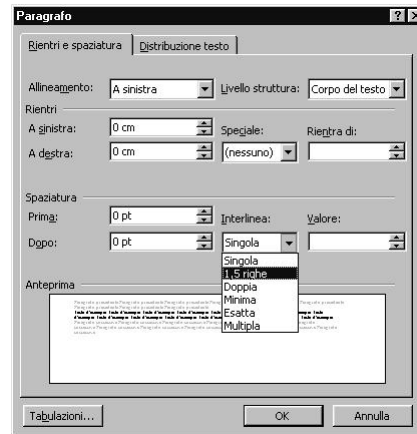 Paragrafo
Rientri e spaziatura Distribuzione testo
Allineamento: A sinistra Livello struttura: Corpo del testo
Rientri
A sinistra: 0 cm Speciale: Rientra di:
A destra: 0 cm (nessuno)
Spaziatura
Prima: 0 pt Interlinea: Valore:
Dopo: 0 pt Singola
Singola
1,5 righe
Doppia
Minima
Esatta
Multipla
Anteprima
Tabulazioni... OK Annulla